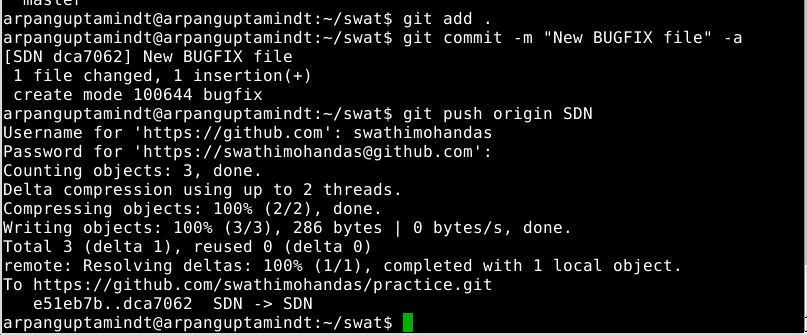 master
arpanguptamindt@arpanguptamindt:~/swat$ git add .
arpanguptamindt@arpanguptamindt:~/swat$ git commit -m "New BUGFIX file" -a
[SDN dca7062] New BUGFIX file
 1 file changed, 1 insertion(+)
 create mode 100644 bugfix
arpanguptamindt@arpanguptamindt:~/swat$ git push origin SDN
Username for 'https://github.com': swathimohandas
Password for 'https://swathimohandas@github.com':
Counting objects: 3, done.
Delta compression using up to 2 threads.
Compressing objects: 100% (2/2), done.
Writing objects: 100% (3/3), 286 bytes | 0 bytes/s, done.
Total 3 (delta 1), reused 0 (delta 0)
remote: Resolving deltas: 100% (1/1), completed with 1 local object.
To https://github.com/swathimohandas/practice.git
   e51eb7b..dca7062  SDN -> SDN
arpanguptamindt@arpanguptamindt:~/swat$